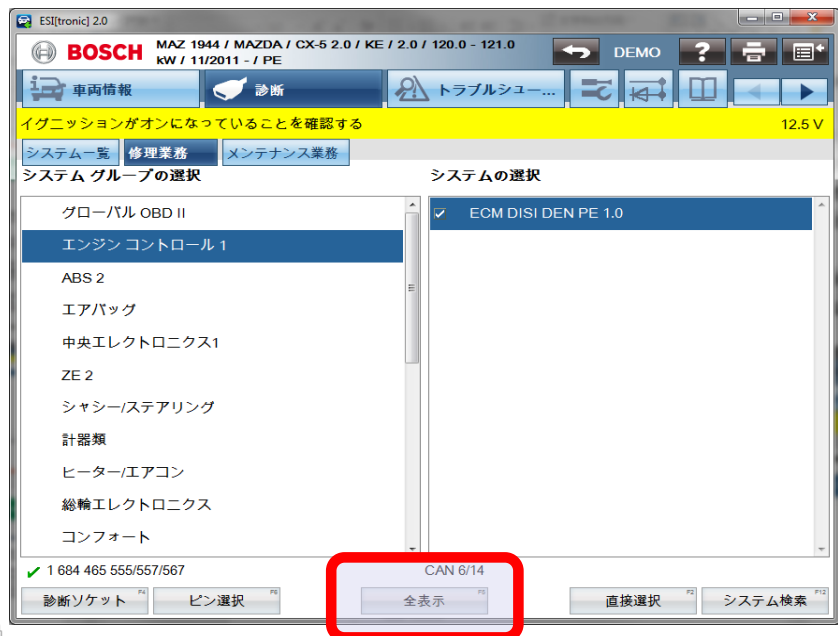 ESI[tronic] 2.0
BOSCH
MAZ 1944 / MAZDA / CX-5 2.0 / KE / 2.0 / 120.0 - 121.0
kW / 11/2011 - / PE
DEMO
?
車両情報
診断
トラブルシュー...
イグニッションがオンになっていることを確認する
12.5 V
システム一覧
修理業務
メンテナンス業務
システム グループの選択
システムの選択
グローバル OBD II
エンジン コントロール 1
ABS 2
エアバッグ
中央エレクトロニクス1
ZE 2
シャシー/ステアリング
計器類
ヒーター/エアコン
総輪エレクトロニクス
コンフォート
ECM DISI DEN PE 1.0
1 684 465 555/557/567
CAN 6/14
診断ソケット F4
ピン選択
全表示
直接選択 F2
システム検索 F12